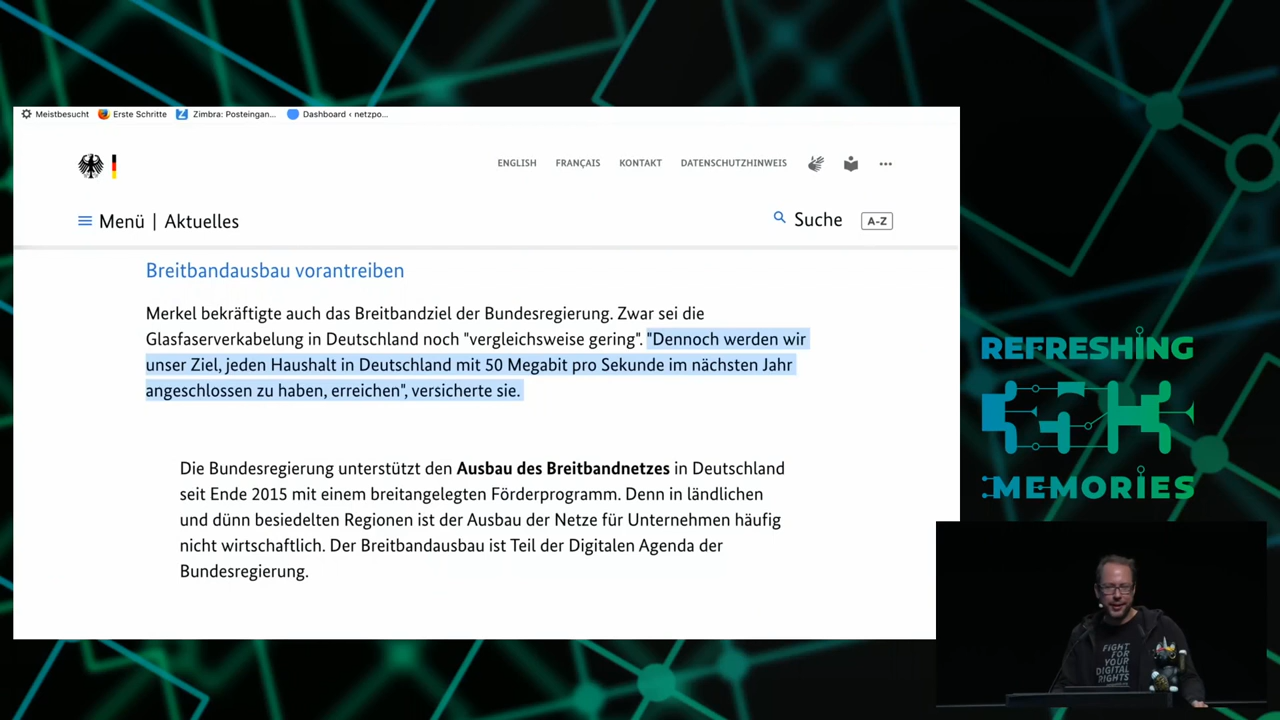 Meistbesucht Erste Schritte Zimbra: Posteingan... Dashboard ‹ netzpo...
ENGLISH FRANÇAIS KONTAKT DATENSCHUTZHINWEIS
Menü | Aktuelles
Suche A-Z
Breitbandausbau vorantreiben
Merkel bekräftigte auch das Breitbandziel der Bundesregierung. Zwar sei die
Glasfaserverkabelung in Deutschland noch "vergleichsweise gering". "Dennoch werden wir
unser Ziel, jeden Haushalt in Deutschland mit 50 Megabit pro Sekunde im nächsten Jahr
angeschlossen zu haben, erreichen", versicherte sie.
Die Bundesregierung unterstützt den Ausbau des Breitbandnetzes in Deutschland
seit Ende 2015 mit einem breitangelegten Förderprogramm. Denn in ländlichen
und dünn besiedelten Regionen ist der Ausbau der Netze für Unternehmen häufig
nicht wirtschaftlich. Der Breitbandausbau ist Teil der Digitalen Agenda der
Bundesregierung.
REFRESHING
MEMORIES
FIGHT
FOR
YOUR
DIGITAL
RIGHTS